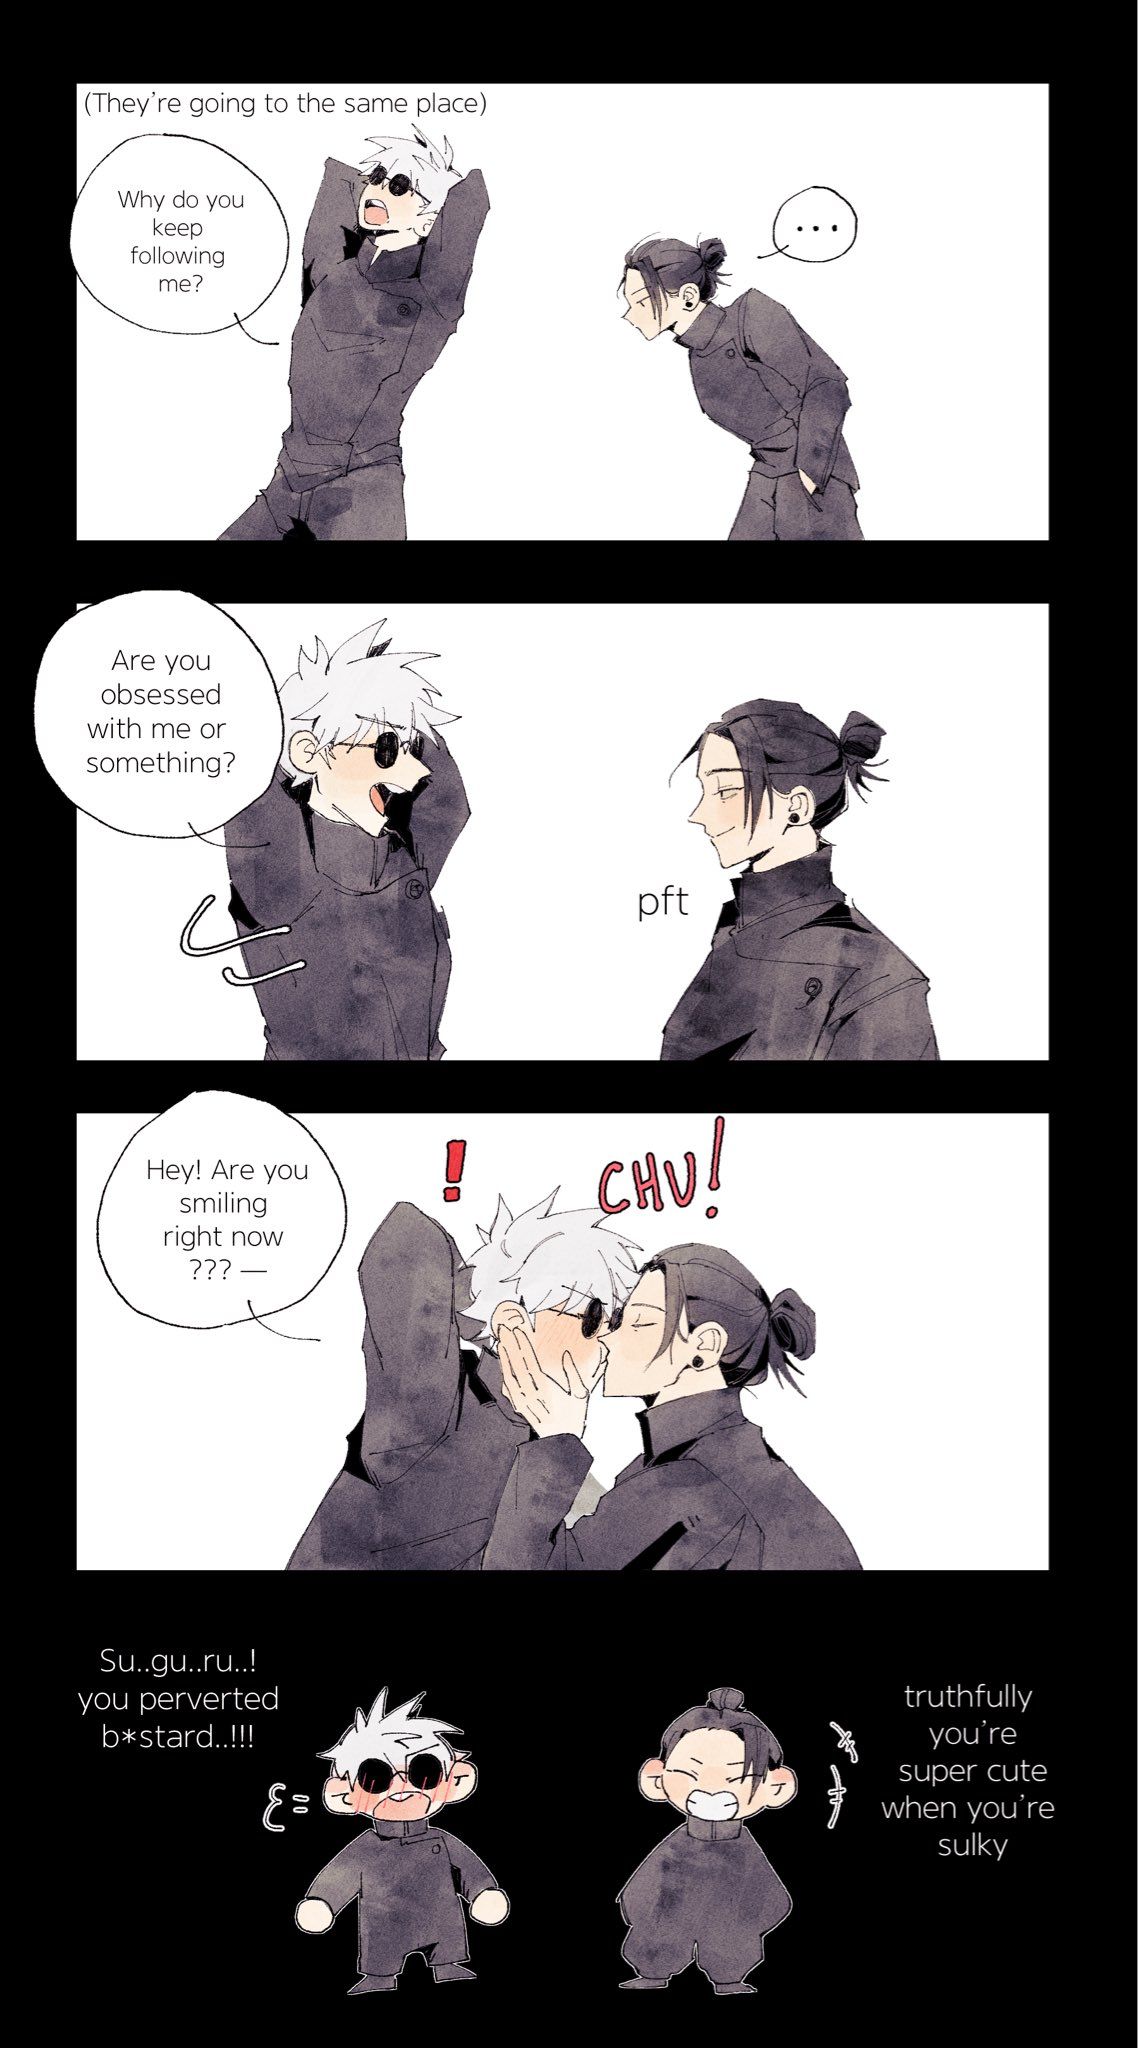 (They're going to the same place)
Why do you
keep
following
me?
...
Are you
obsessed
with me or
something?
pft
Hey! Are you
smiling
right now
??? —
!
CHU!
Su..gu..ru..!
you perverted
b*stard..!!!
truthfully
you're
super cute
when you're
sulky